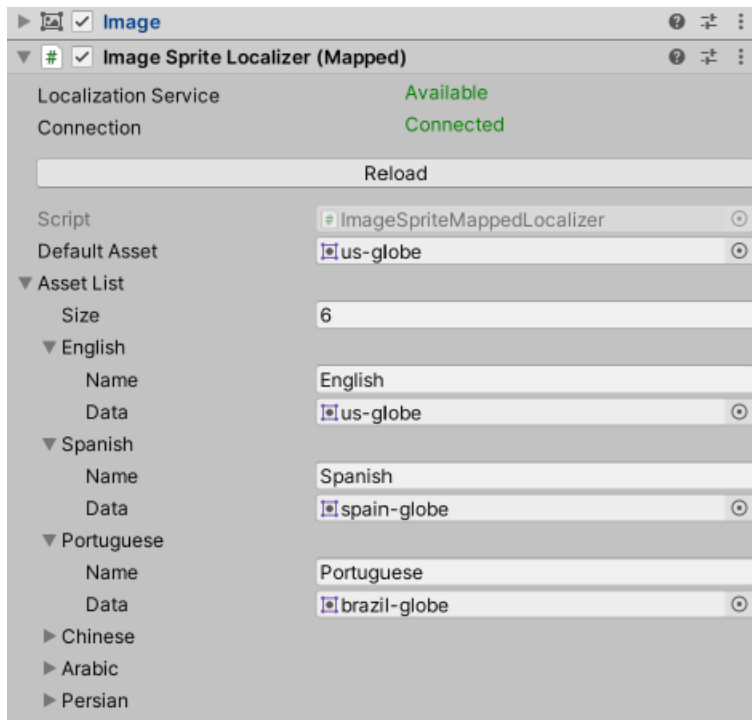 Image
Image Sprite Localizer (Mapped)
Localization Service Available
Connection Connected
Reload
Script ImageSpriteMappedLocalizer
Default Asset us-globe
Asset List
Size 6
English
Name English
Data us-globe
Spanish
Name Spanish
Data spain-globe
Portuguese
Name Portuguese
Data brazil-globe
Chinese
Arabic
Persian